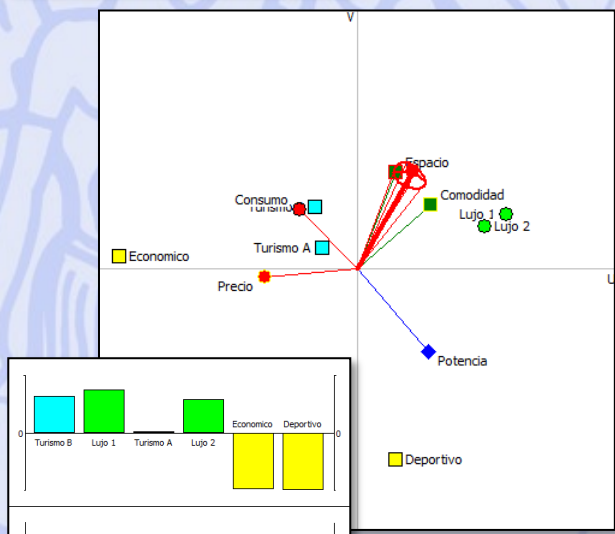 V
Espacio
Comodidad
Consumo
Lujo 1
Lujo 2
Turismo A
Economico
U
Precio
Potencia
Economico Deportivo
0 0
Turismo B Lujo 1 Turismo A Lujo 2
Deportivo